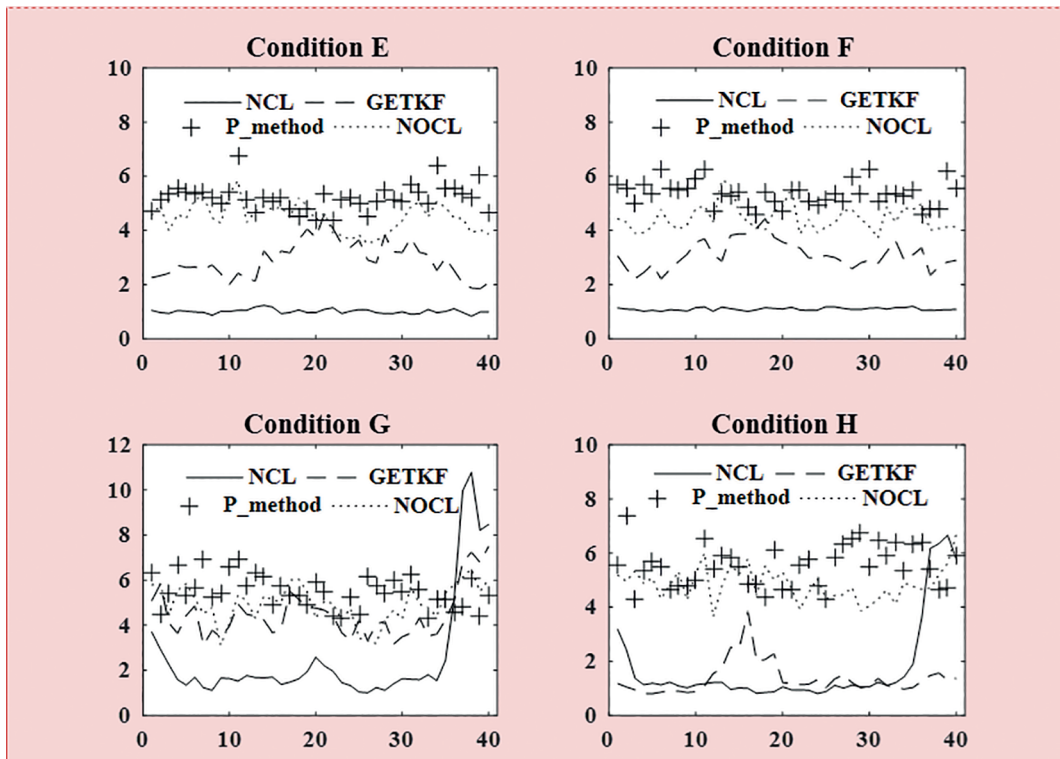 Condition E
10
8
6
4
2
0
NCL GETKF
P_method NOCL
0 10 20 30 40
Condition F
10
8
6
4
2
0
NCL GETKF
P_method NOCL
0 10 20 30 40
Condition G
12
10
8
6
4
2
0
NCL GETKF
P_method NOCL
0 10 20 30 40
Condition H
10
8
6
4
2
0
NCL GETKF
P_method NOCL
0 10 20 30 40